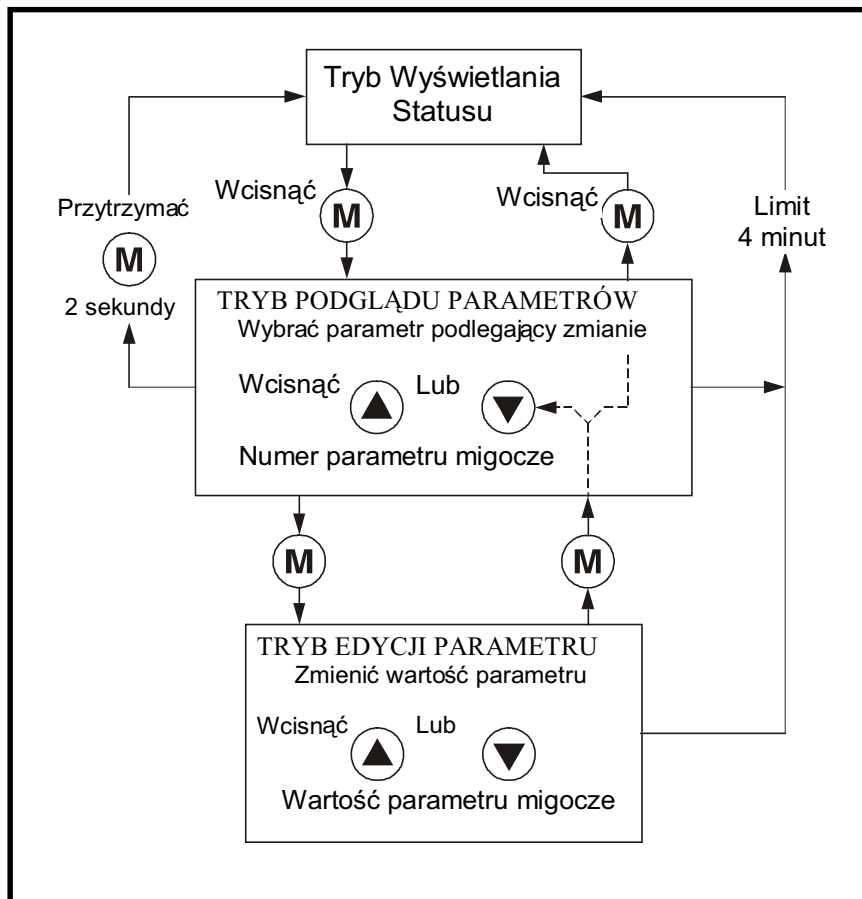 Tryb Wyświetlania
Statusu
Wcisnąć
M
Wcisnąć
M
Przytrzymać
M
2 sekundy
Limit
4 minut
TRYB PODGLĄDU PARAMETRÓW
Wybrać parametr podlegający zmianie
Wcisnąć Lub
Numer parametru migocze
M
M
TRYB EDYCJI PARAMETRU
Zmienić wartość parametru
Wcisnąć Lub
Wartość parametru migocze